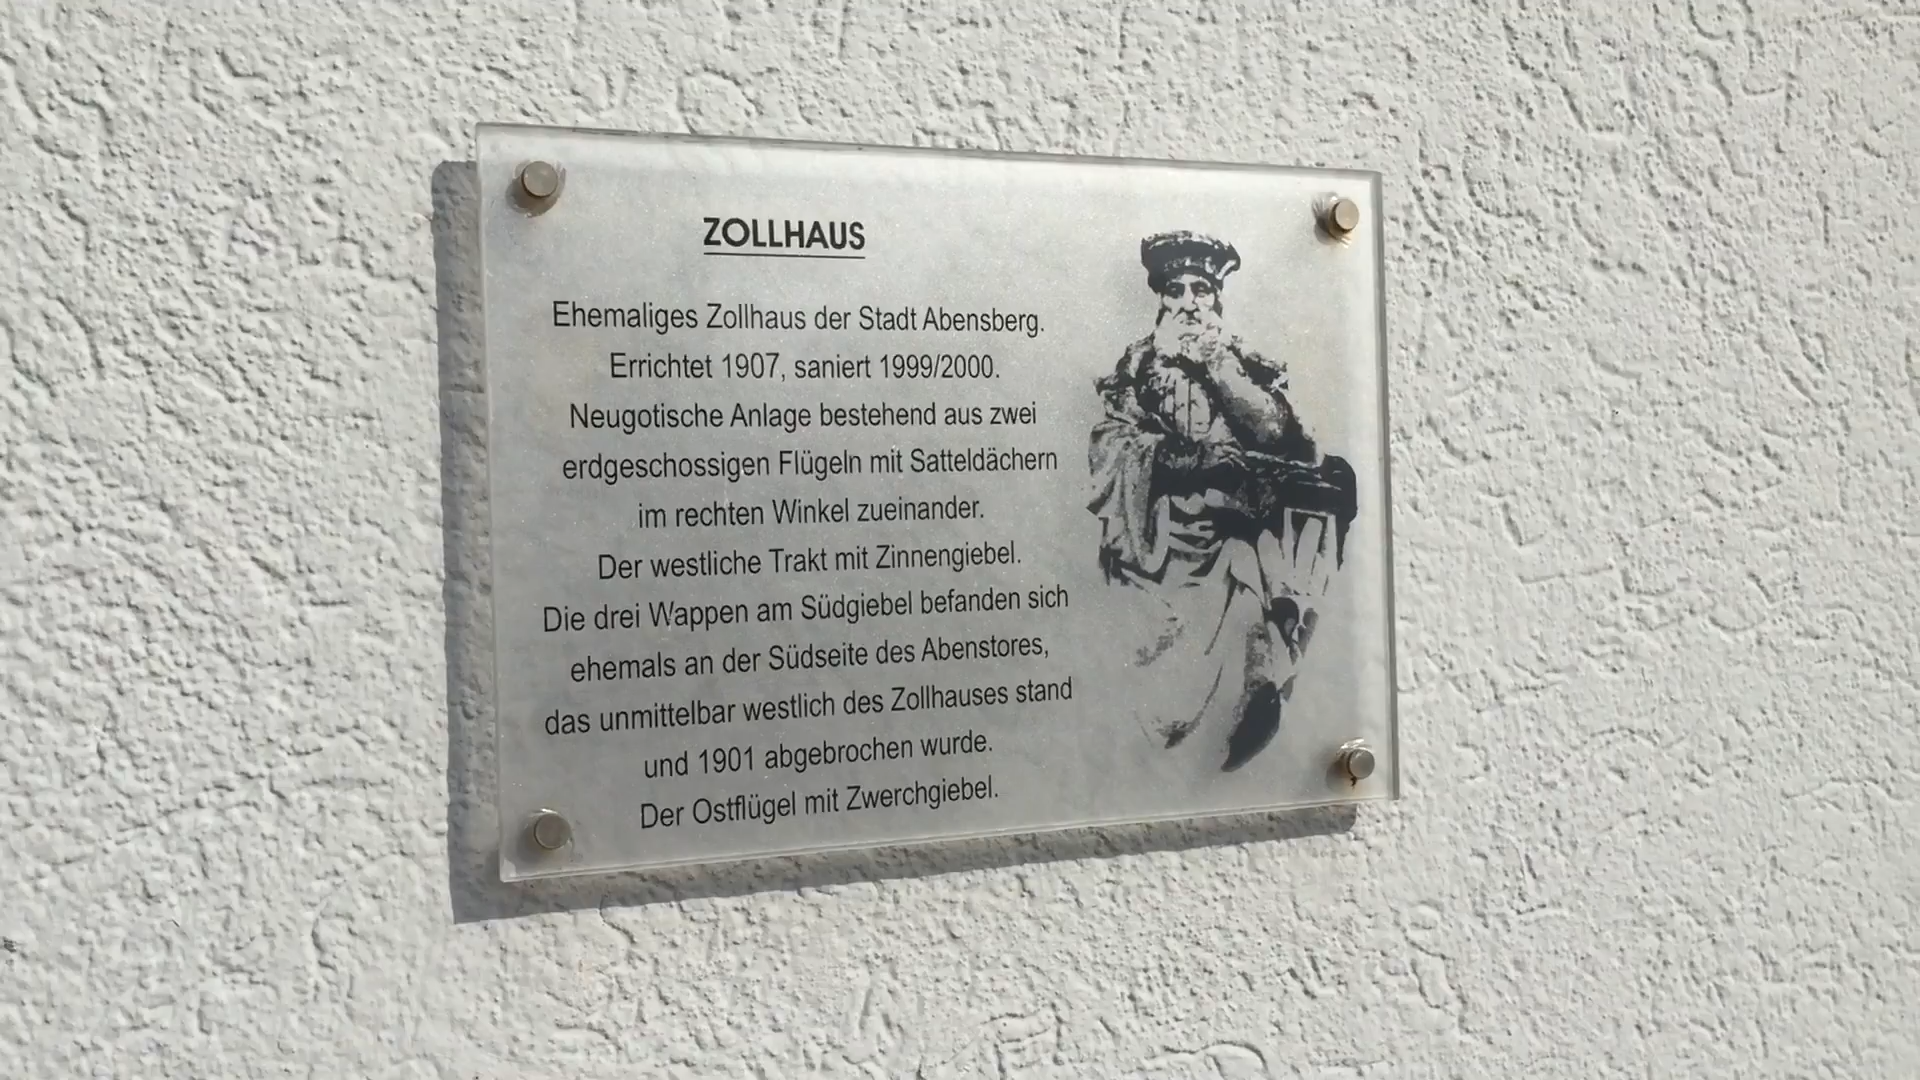 ZOLLHAUS
Ehemaliges Zollhaus der Stadt Abensberg.
Errichtet 1907, saniert 1999/2000.
Neugotische Anlage bestehend aus zwei
erdgeschossigen Flügeln mit Satteldächern
im rechten Winkel zueinander.
Der westliche Trakt mit Zinnengiebel.
Die drei Wappen am Südgiebel befanden sich
ehemals an der Südseite des Abenstores,
das unmittelbar westlich des Zollhauses stand
und 1901 abgebrochen wurde.
Der Ostflügel mit Zwerchgiebel.